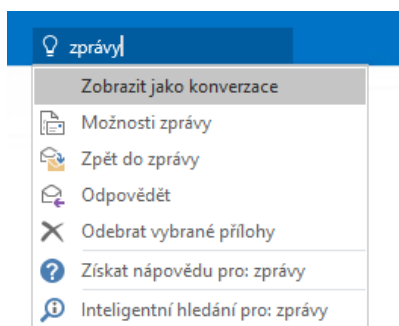 zprávy
Zobrazit jako konverzace
Možnosti zprávy
Zpět do zprávy
Odpovědět
Odebrat vybrané přílohy
Získat nápovědu pro: zprávy
Inteligentní hledání pro: zprávy